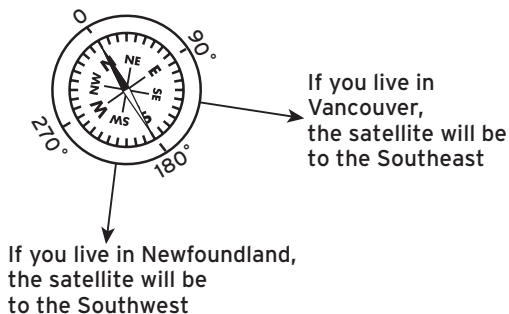 0
90°
N
NE
E
NW
SE
W
SW
S
270°
180°
If you live in
Vancouver,
the satellite will be
to the Southeast
If you live in Newfoundland,
the satellite will be
to the Southwest